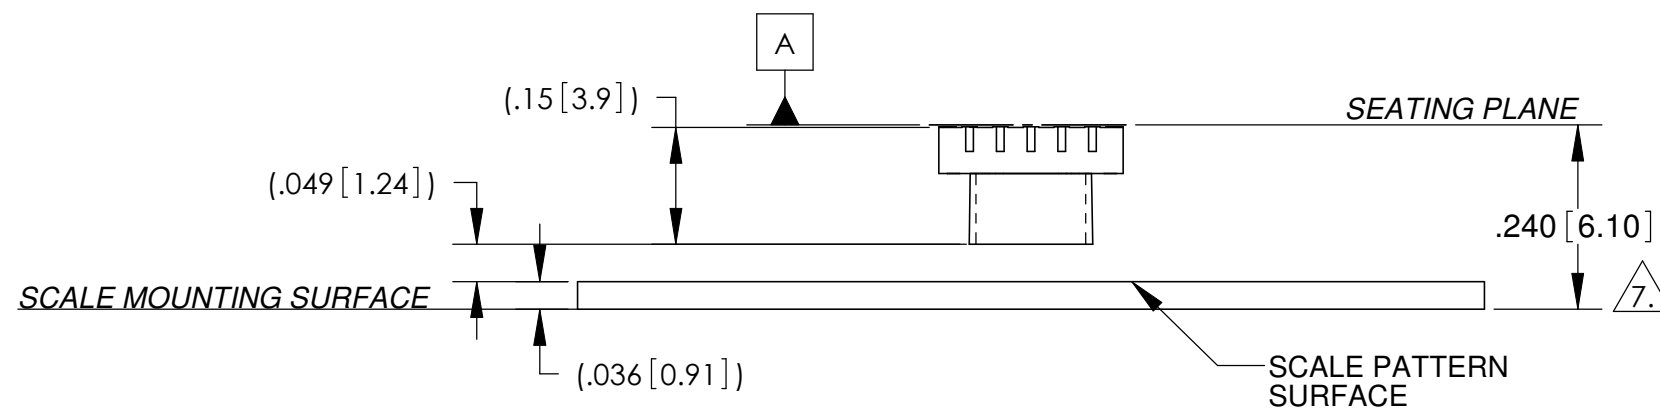 A
(.15[3.9])
SEATING PLANE
(.049[1.24])
.240[6.10]
SCALE MOUNTING SURFACE
7.
(.036[0.91])
SCALE PATTERN
SURFACE